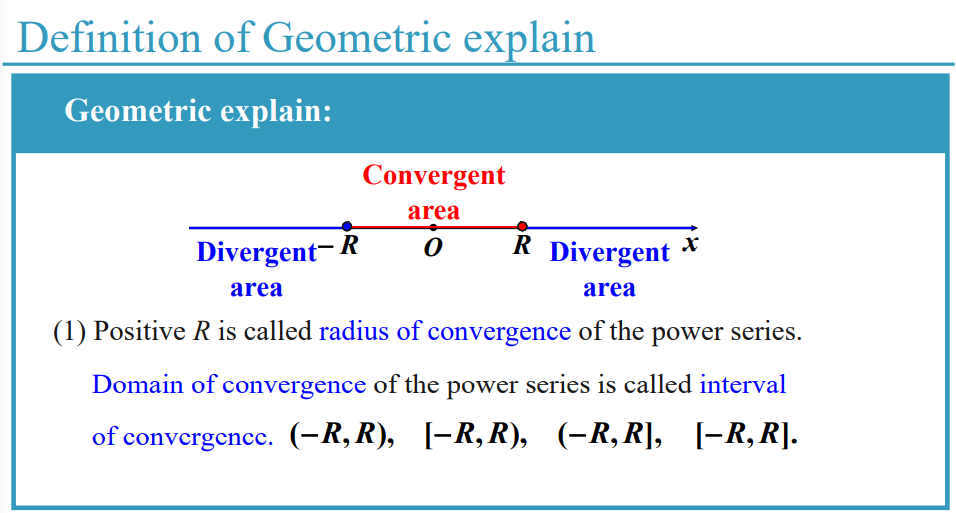 Definition of Geometric explain
Geometric explain:
Convergent
area
Divergent −R O R Divergent x
area area
(1) Positive R is called radius of convergence of the power series.
Domain of convergence of the power series is called interval
of convergence. (−R, R), [−R, R), (−R, R], [−R, R].